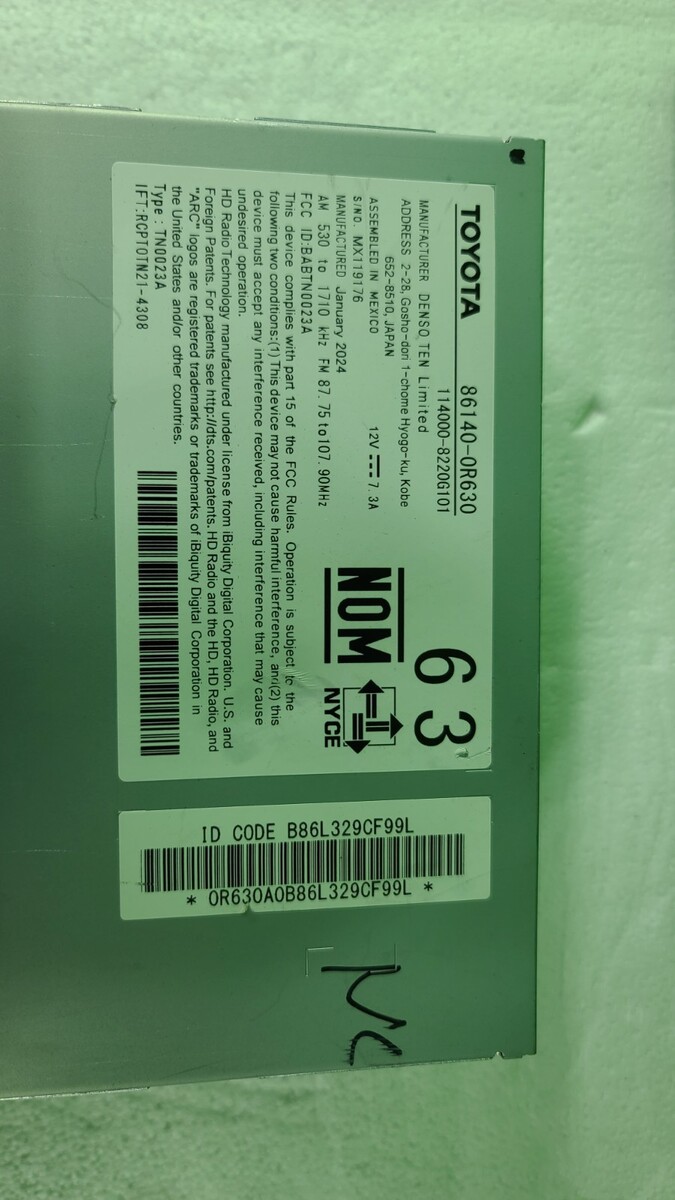 TOYOTA 86140-0R630
114000-8220G101
MANUFACTURER DENSO TEN Limited
ADDRESS 2-28, Gosho-dori 1-chome Hyogo-ku, Kobe
652-8510, JAPAN
ASSEMBLED IN MEXICO 12V 7.3A
S/NO. MX119176
MANUFACTURED January 2024
AM 530 to 1710 kHz FM 87.75 to 107.90MHz
FCC ID:BABTN0023A
This device complies with part 15 of the FCC Rules. Operation is subject to the
following two conditions:(1) This device may not cause harmful interference, and(2) this
device must accept any interference received, including interference that may cause
undesired operation.
HD Radio Technology manufactured under license from iBiquity Digital Corporation. U.S. and
Foreign Patents. For patents see http://dts.com/patents. HD Radio and the HD, HD Radio, and
"ARC" logos are registered trademarks or trademarks of iBiquity Digital Corporation in
the United States and/or other countries.
Type : TN0023A
IFT:RCPTOTN21-4308
63
NOM
NYCE
ID CODE B86L329CF99L
* 0R630A0B86L329CF99L *